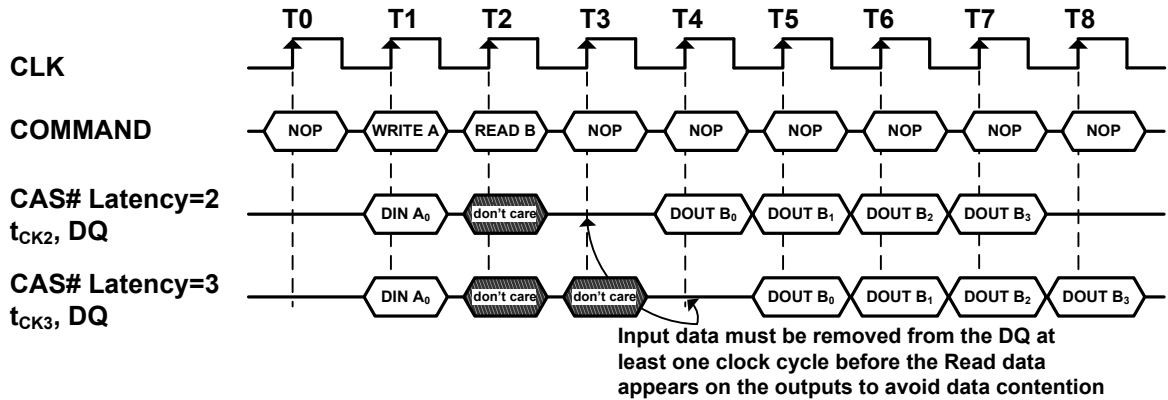 T0 T1 T2 T3 T4 T5 T6 T7 T8
CLK
COMMAND NOP WRITE A READ B NOP NOP NOP NOP NOP NOP
CAS# Latency=2
tCK2, DQ
DIN A0 don't care DOUT B0 DOUT B1 DOUT B2 DOUT B3
CAS# Latency=3
tCK3, DQ
DIN A0 don't care don't care DOUT B0 DOUT B1 DOUT B2 DOUT B3
Input data must be removed from the DQ at
least one clock cycle before the Read data
appears on the outputs to avoid data contention